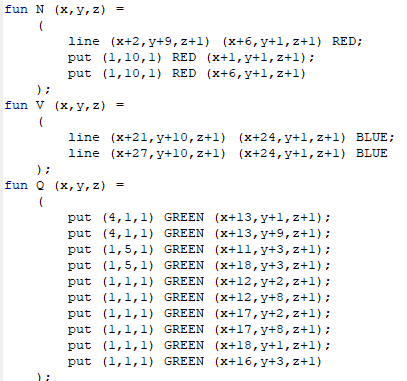 fun N (x,y,z) =
(
line (x+2,y+9,z+1) (x+6,y+1,z+1) RED;
put (1,10,1) RED (x+1,y+1,z+1);
put (1,10,1) RED (x+6,y+1,z+1)
);
fun V (x,y,z) =
(
line (x+21,y+10,z+1) (x+24,y+1,z+1) BLUE;
line (x+27,y+10,z+1) (x+24,y+1,z+1) BLUE
);
fun Q (x,y,z) =
(
put (4,1,1) GREEN (x+13,y+1,z+1);
put (4,1,1) GREEN (x+13,y+9,z+1);
put (1,5,1) GREEN (x+11,y+3,z+1);
put (1,5,1) GREEN (x+18,y+3,z+1);
put (1,1,1) GREEN (x+12,y+2,z+1);
put (1,1,1) GREEN (x+12,y+8,z+1);
put (1,1,1) GREEN (x+17,y+2,z+1);
put (1,1,1) GREEN (x+17,y+8,z+1);
put (1,1,1) GREEN (x+18,y+1,z+1);
put (1,1,1) GREEN (x+16,y+3,z+1)
);